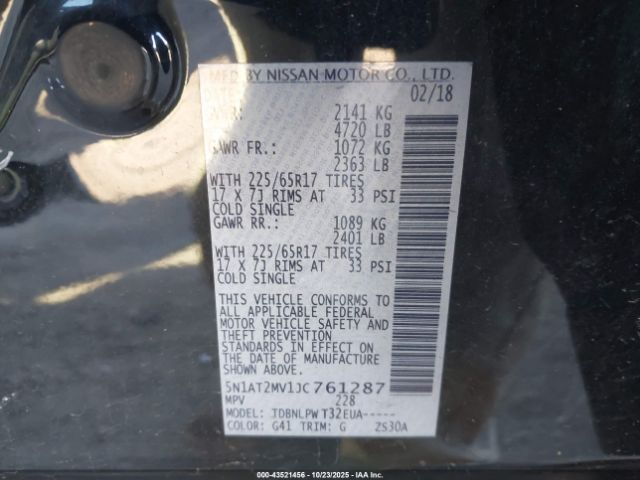 MFD BY NISSAN MOTOR CO., LTD.
02/18
2141 KG
4720 LB
GAWR FR.: 1072 KG
2363 LB
WITH 225/65R17 TIRES
17 X 7J RIMS AT 33 PSI
COLD SINGLE
GAWR RR.: 1089 KG
2401 LB
WITH 225/65R17 TIRES
17 X 7J RIMS AT 33 PSI
COLD SINGLE
THIS VEHICLE CONFORMS TO
ALL APPLICABLE FEDERAL
MOTOR VEHICLE SAFETY AND
THEFT PREVENTION
STANDARDS IN EFFECT ON THE
DATE OF MANUFACTURE
SHOWN ABOVE.
5N1AT2MV1JC761287
MPV 228
MODEL: TDBNLPW T32EUA-----
COLOR: G41 TRIM: G ZS30A
000-43521456 | 10/23/2025 - Copyright © IAA, LLC.